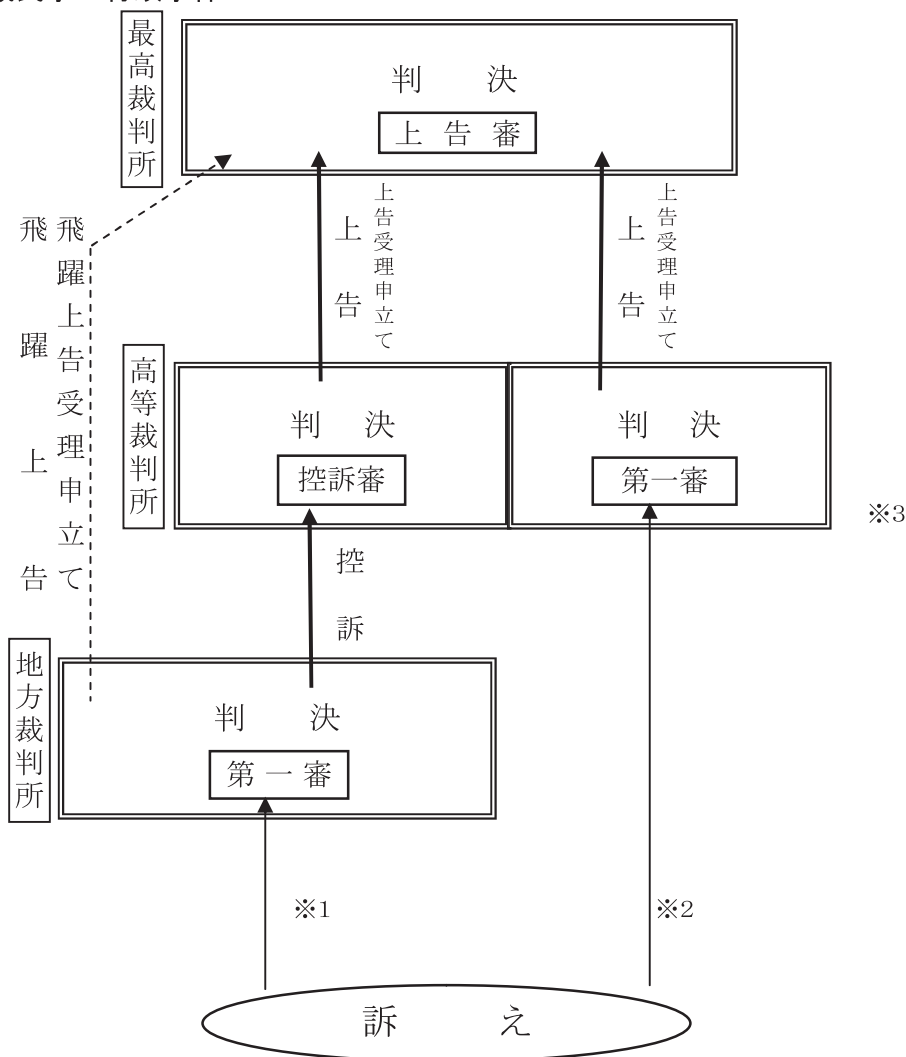 最高裁判所
判　決
上告審
上告
上告受理申立て
上告
上告受理申立て
飛躍上告受理申立て
飛躍上告
高等裁判所
判　決
控訴審
判　決
第一審
※3
控訴
地方裁判所
判　決
第一審
※1
※2
訴　え